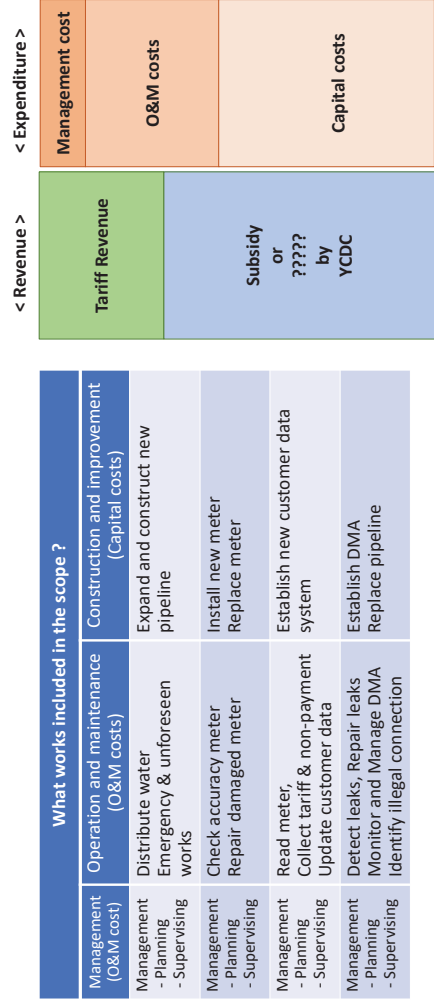 What works included in the scope ?
Management
(O&M cost)
Operation and maintenance
(O&M costs)
Construction and improvement
(Capital costs)
Management
- Planning
- Supervising
Distribute water
Emergency & unforeseen
works
Expand and construct new
pipeline
Management
- Planning
- Supervising
Check accuracy meter
Repair damaged meter
Install new meter
Replace meter
Management
- Planning
- Supervising
Read meter,
Collect tariff & non-payment
Update customer data
Establish new customer data
system
Management
- Planning
- Supervising
Detect leaks, Repair leaks
Monitor and Manage DMA
Identify illegal connection
Establish DMA
Replace pipeline
< Revenue >
Tariff Revenue
Subsidy
or
?????
by
YCDC
< Expenditure >
Management cost
O&M costs
Capital costs